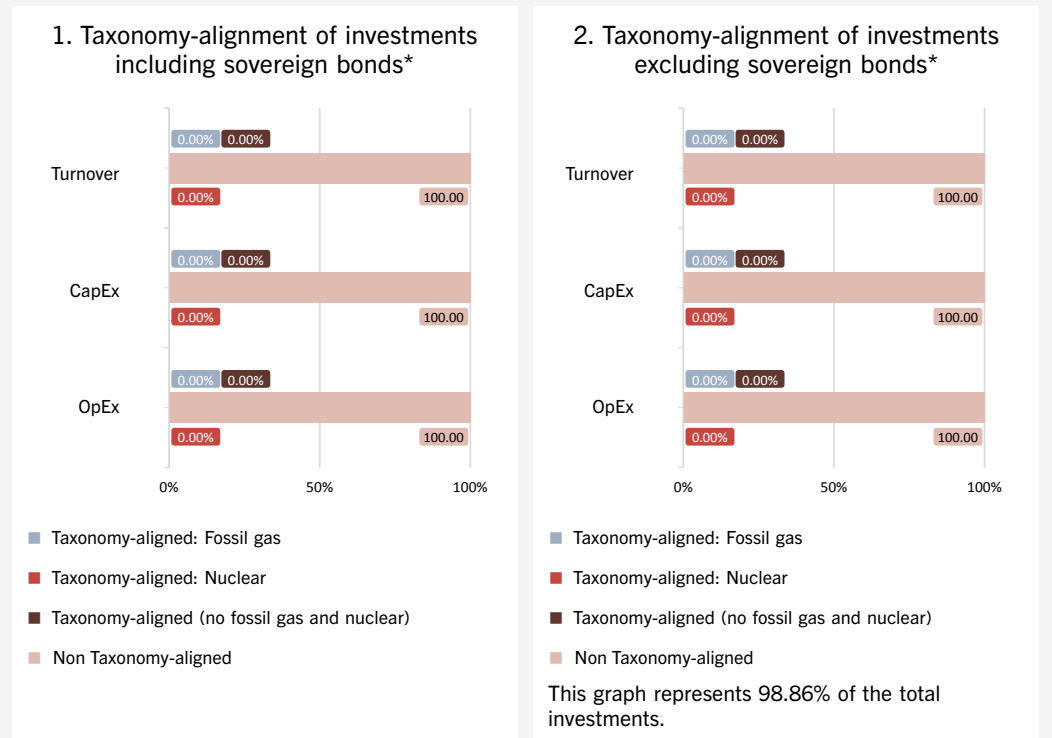 1. Taxonomy-alignment of investments
including sovereign bonds*
0.00% 0.00%
Turnover
0.00% 100.00
0.00% 0.00%
CapEx
0.00% 100.00
0.00% 0.00%
OpEx
0.00% 100.00
0% 50% 100%
Taxonomy-aligned: Fossil gas
Taxonomy-aligned: Nuclear
Taxonomy-aligned (no fossil gas and nuclear)
Non Taxonomy-aligned
2. Taxonomy-alignment of investments
excluding sovereign bonds*
0.00% 0.00%
Turnover
0.00% 100.00
0.00% 0.00%
CapEx
0.00% 100.00
0.00% 0.00%
OpEx
0.00% 100.00
0% 50% 100%
Taxonomy-aligned: Fossil gas
Taxonomy-aligned: Nuclear
Taxonomy-aligned (no fossil gas and nuclear)
Non Taxonomy-aligned
This graph represents 98.86% of the total
investments.